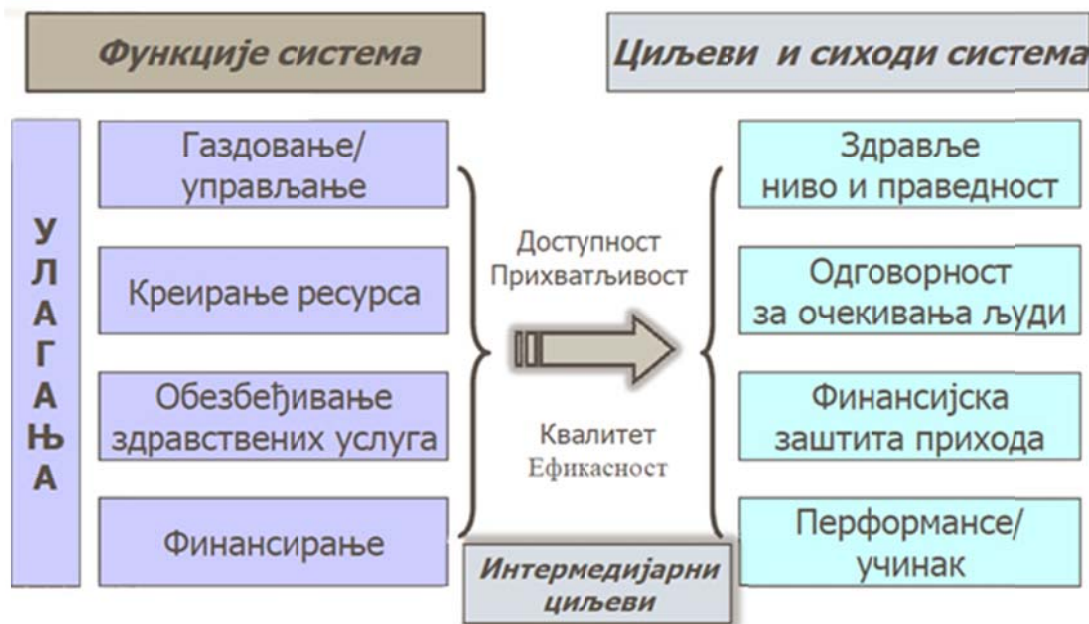 Функције система
Циљеви и сиходи система
УЛАГАЊА
Газдовање/
управљање
Креирање ресурса
Обезбеђивање
здравствених услуга
Финансирање
Доступност
Прихватљивост
Квалитет
Ефикасност
Интермедијарни
циљеви
Здравље
ниво и праведност
Одговорност
за очекивања људи
Финансијска
заштита прихода
Перформансе/
учинак